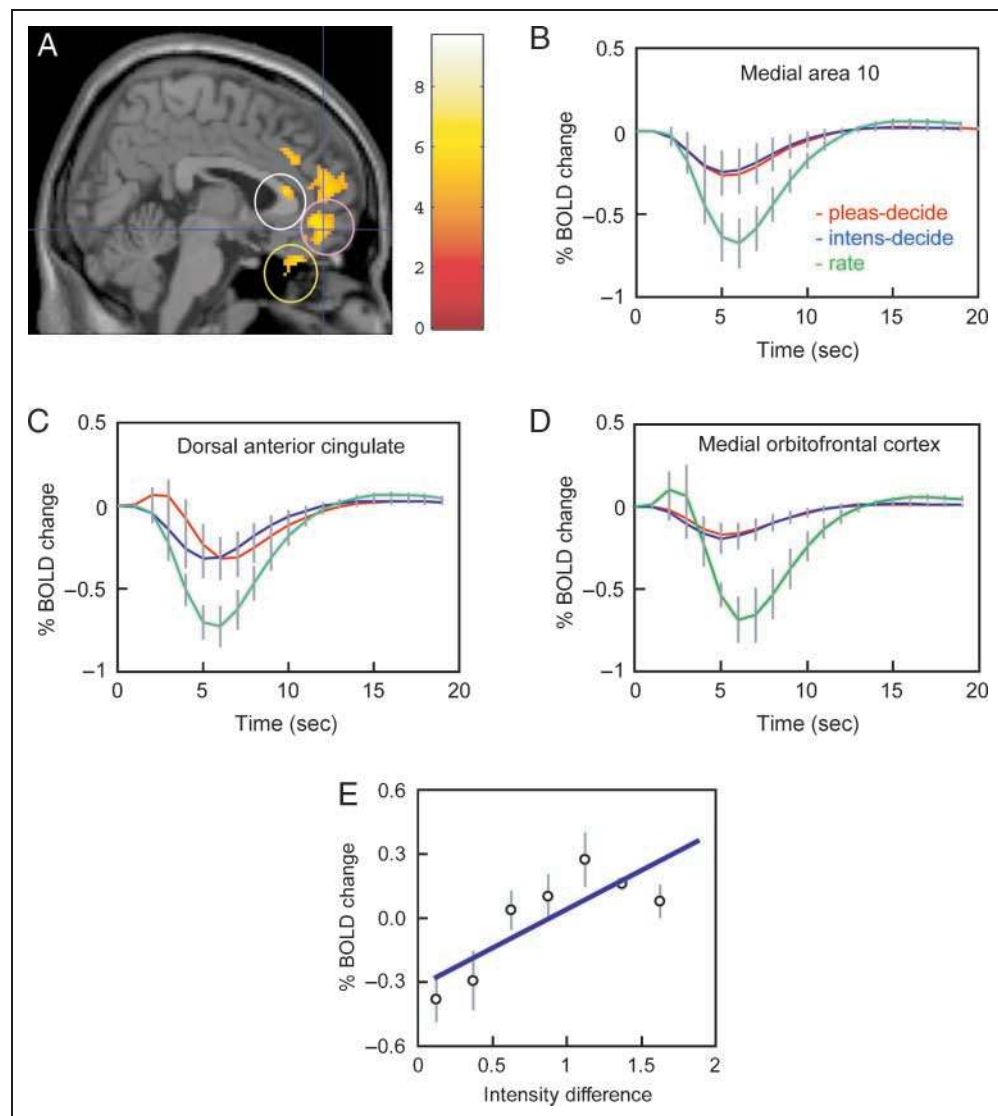 A
8
6
4
2
0
B
0.5
0
−0.5
−1
% BOLD change
Medial area 10
- pleas-decide
- intens-decide
- rate
0 5 10 15 20
Time (sec)
C
0.5
0
−0.5
−1
% BOLD change
Dorsal anterior cingulate
0 5 10 15 20
Time (sec)
D
0.5
0
−0.5
−1
% BOLD change
Medial orbitofrontal cortex
0 5 10 15 20
Time (sec)
E
0.6
0.3
0.0
−0.3
−0.6
% BOLD change
0 0.5 1 1.5 2
Intensity difference